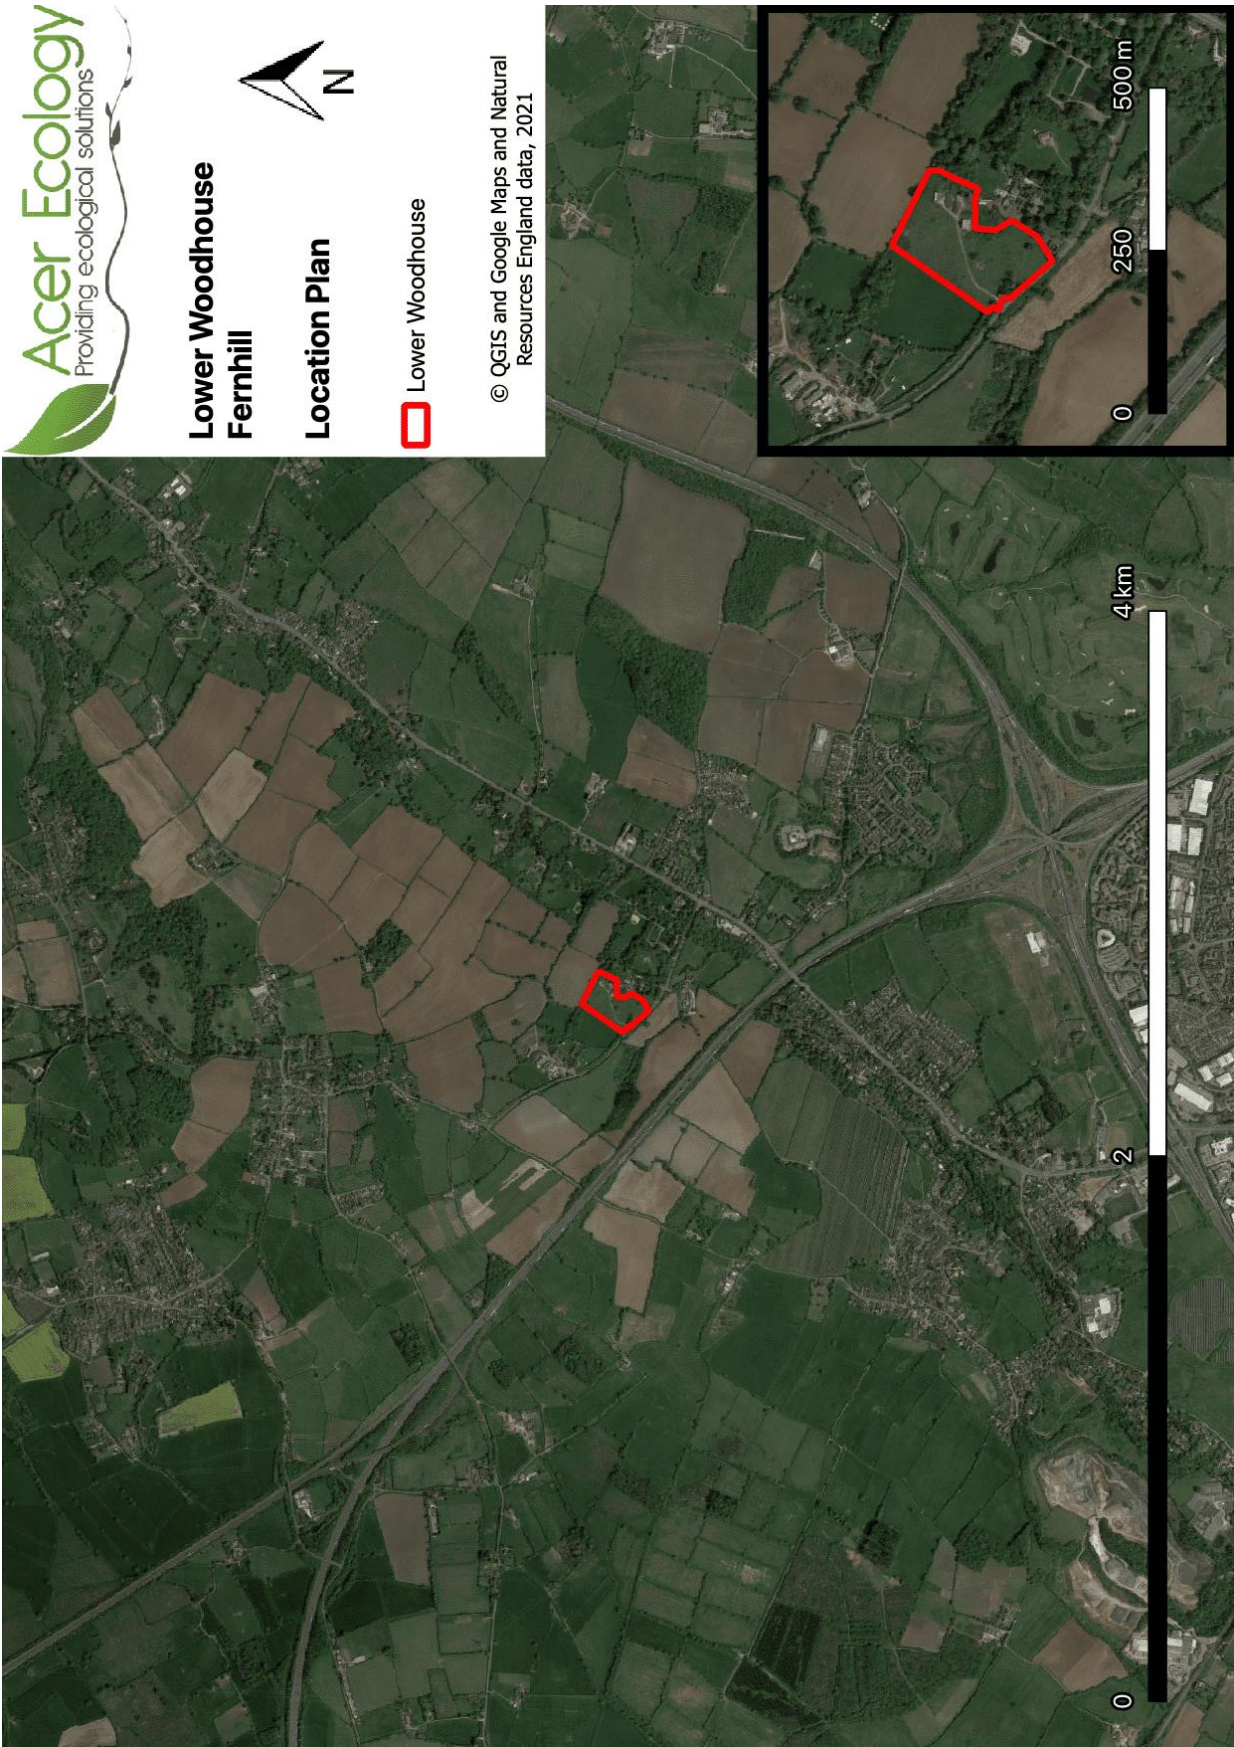 Acer Ecology
Providing ecological solutions
N
Lower Woodhouse
Fernhill
Location Plan
Lower Woodhouse
© QGIS and Google Maps and Natural
Resources England data, 2021
0 250 500 m
0 2 4 km